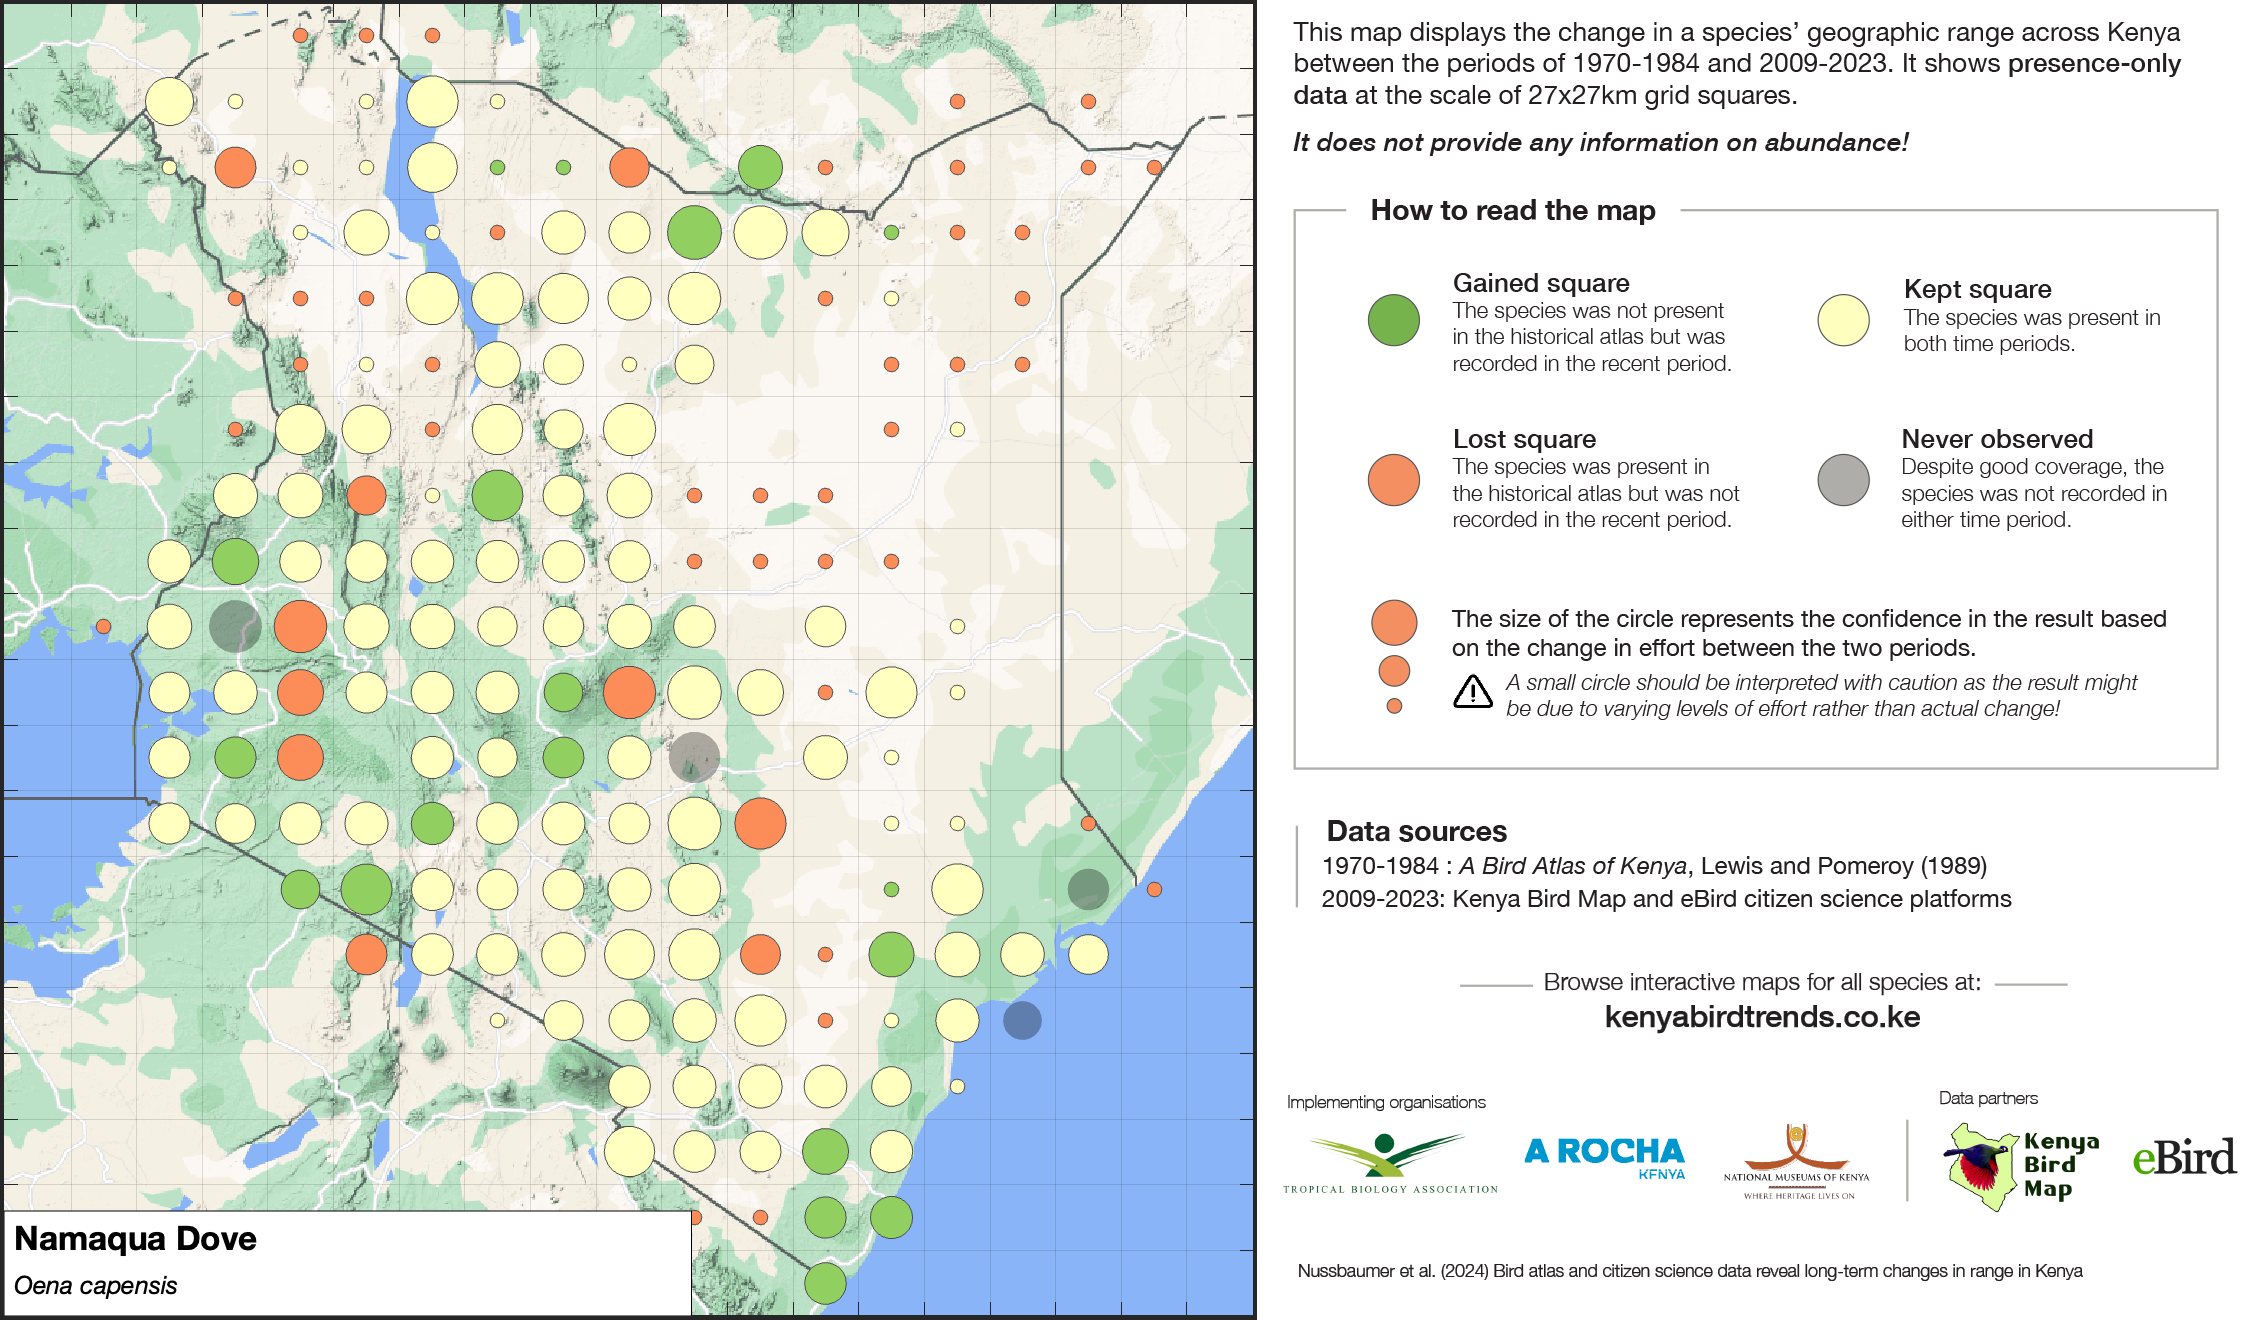 This map displays the change in a species’ geographic range across Kenya
between the periods of 1970-1984 and 2009-2023. It shows presence-only
data at the scale of 27x27km grid squares.
It does not provide any information on abundance!
How to read the map
Gained square
The species was not present
in the historical atlas but was
recorded in the recent period.
Kept square
The species was present in
both time periods.
Lost square
The species was present in
the historical atlas but was not
recorded in the recent period.
Never observed
Despite good coverage, the
species was not recorded in
either time period.
The size of the circle represents the confidence in the result based
on the change in effort between the two periods.
A small circle should be interpreted with caution as the result might
be due to varying levels of effort rather than actual change!
Data sources
1970-1984 : A Bird Atlas of Kenya, Lewis and Pomeroy (1989)
2009-2023: Kenya Bird Map and eBird citizen science platforms
Browse interactive maps for all species at:
kenyabirdtrends.co.ke
Implementing organisations
Data partners
TROPICAL BIOLOGY ASSOCIATION
A ROCHA
KENYA
NATIONAL MUSEUMS OF KENYA
WHERE HERITAGE LIVES ON
Kenya
Bird
Map
eBird
Namaqua Dove
Oena capensis
Nussbaumer et al. (2024) Bird atlas and citizen science data reveal long-term changes in range in Kenya